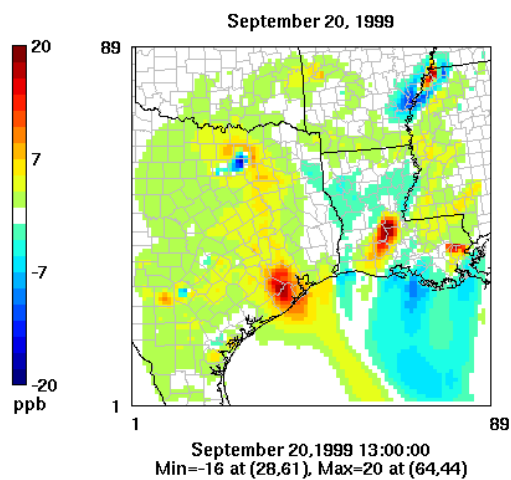 September 20, 1999
20
7
-7
-20
ppb
89
1
1
89
September 20,1999 13:00:00
Min=-16 at (28,61), Max=20 at (64,44)